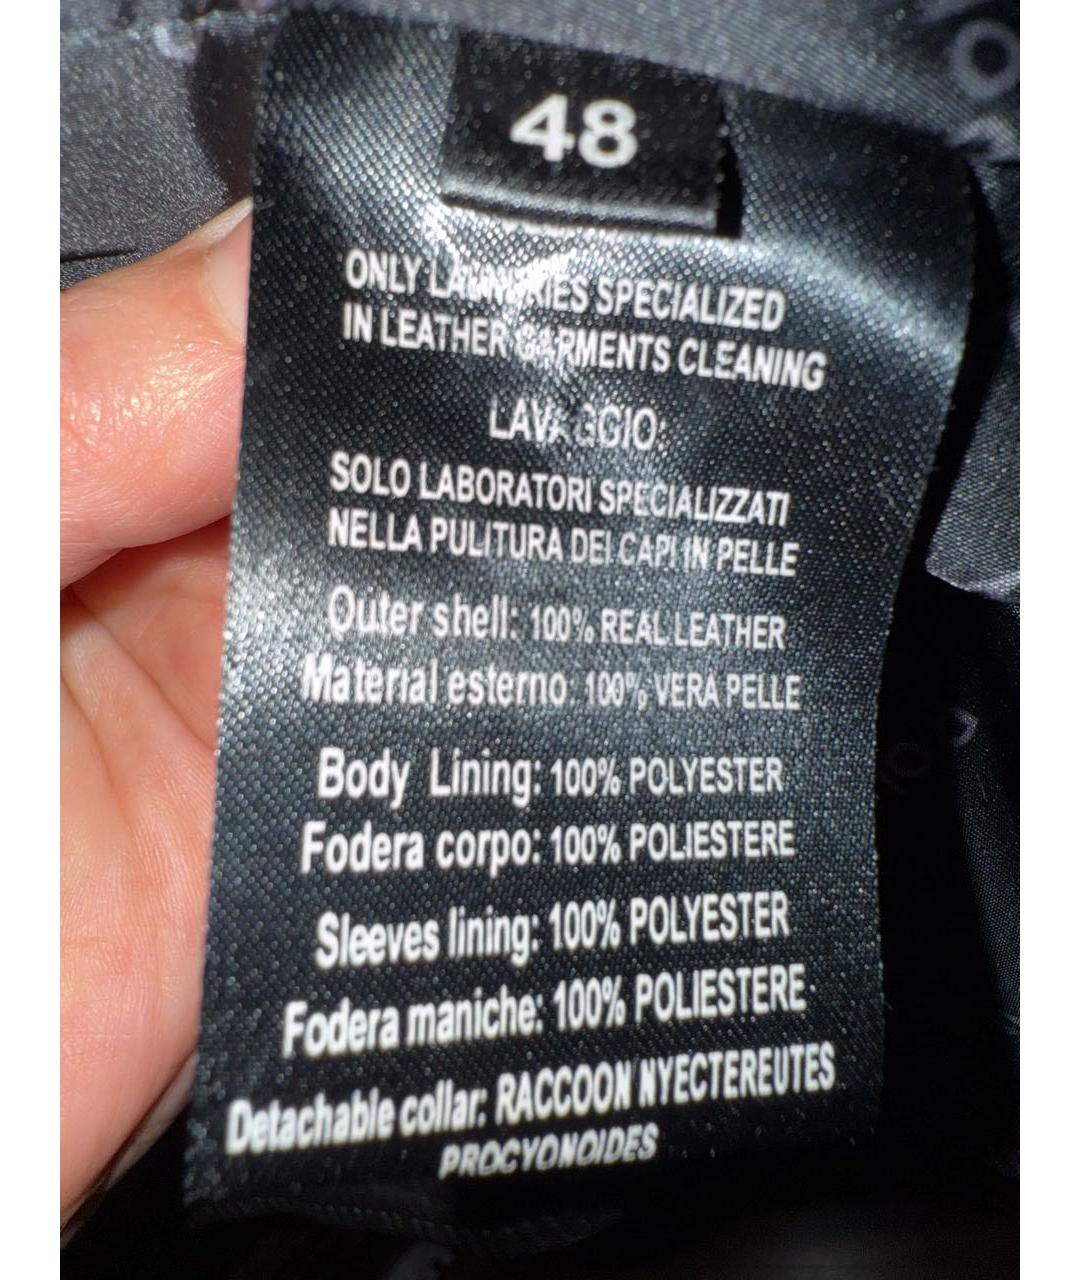 48
ONLY LAUNDRIES SPECIALIZED
IN LEATHER GARMENTS CLEANING
LAVAGGIO:
SOLO LABORATORI SPECIALIZZATI
NELLA PULITURA DEI CAPI IN PELLE
Outer shell: 100% REAL LEATHER
Material esterno 100% VERA PELLE
Body Lining: 100% POLYESTER
Fodera corpo: 100% POLIESTERE
Sleeves lining: 100% POLYESTER
Fodera maniche: 100% POLIESTERE
Detachable collar: RACCOON NYECTEREUTES
PROCYONOIDES